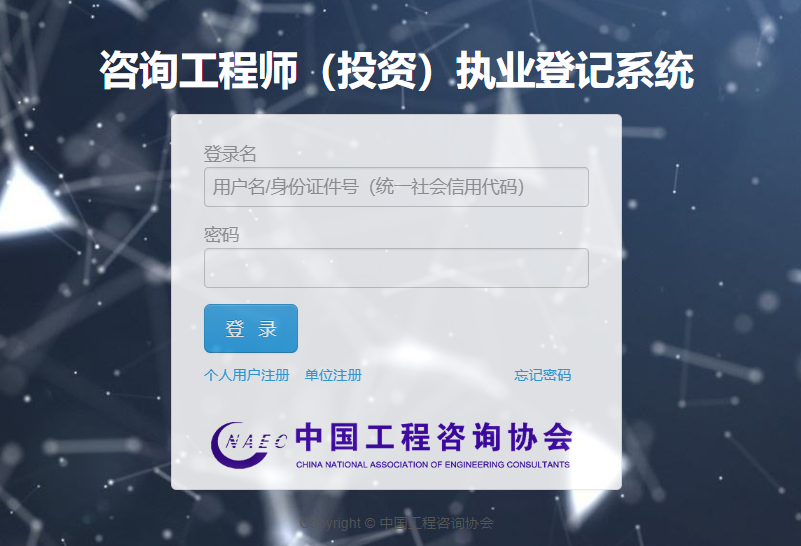 咨询工程师（投资）执业登记系统
登录名
用户名/身份证件号（统一社会信用代码）
密码
登 录
个人用户注册 单位注册 忘记密码
NAEC 中国工程咨询协会
CHINA NATIONAL ASSOCIATION OF ENGINEERING CONSULTANTS
Copyright © 中国工程咨询协会